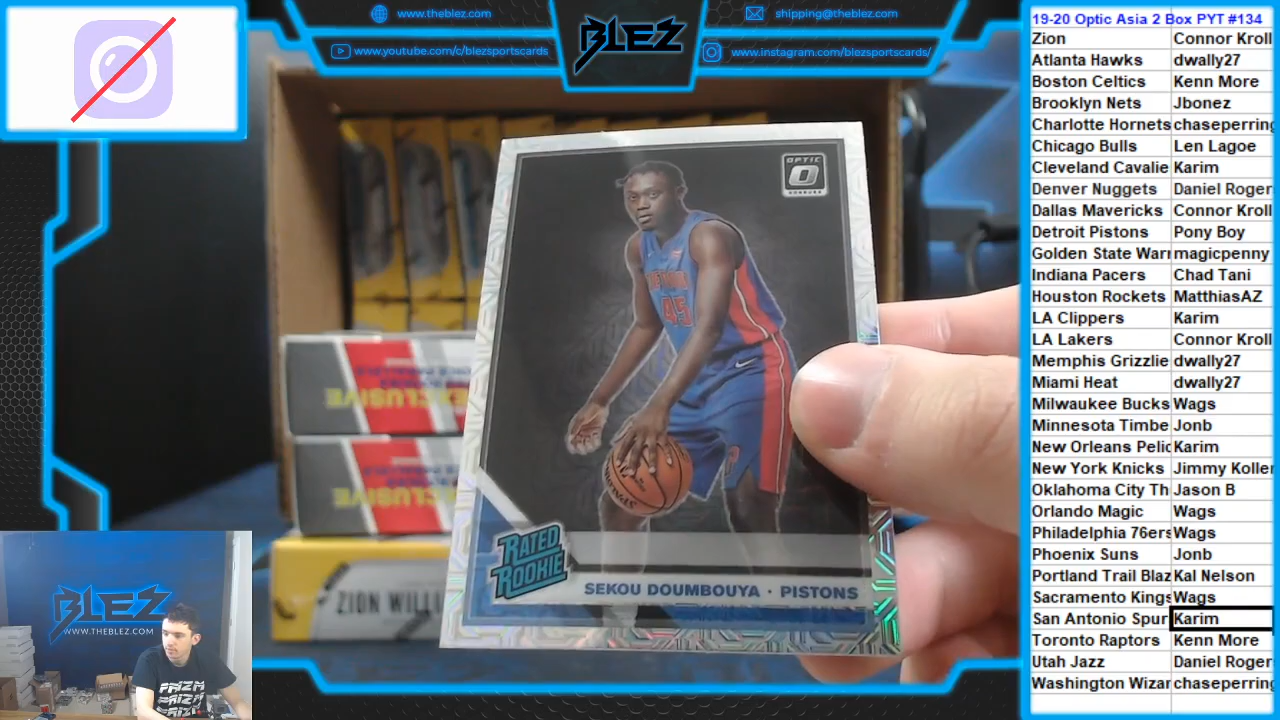 www.theblez.com
www.youtube.com/c/blezsportscards
BLEZ
shipping@theblez.com
www.instagram.com/blezsportscards/
OPTIC
45
RATED
ROOKIE
SEKOU DOUMBOUYA · PISTONS
EXCLUSIVE
EXCLUSIVE
ZION WILL
BLEZ
WWW.THEBLEZ.COM
PRIZM
PRIZM
PRIZM
19-20 Optic Asia 2 Box PYT #134
Zion Connor Kroll
Atlanta Hawks dwally27
Boston Celtics Kenn More
Brooklyn Nets Jbonez
Charlotte Hornets chaseperring
Chicago Bulls Len Lagoe
Cleveland Cavalie Karim
Denver Nuggets Daniel Roger
Dallas Mavericks Connor Kroll
Detroit Pistons Pony Boy
Golden State Warr magicpenny
Indiana Pacers Chad Tani
Houston Rockets MatthiasAZ
LA Clippers Karim
LA Lakers Connor Kroll
Memphis Grizzlie dwally27
Miami Heat dwally27
Milwaukee Bucks Wags
Minnesota Timbe Jonb
New Orleans Pelic Karim
New York Knicks Jimmy Koller
Oklahoma City Th Jason B
Orlando Magic Wags
Philadelphia 76ers Wags
Phoenix Suns Jonb
Portland Trail Blaz Kal Nelson
Sacramento Kings Wags
San Antonio Spur Karim
Toronto Raptors Kenn More
Utah Jazz Daniel Roger
Washington Wizar chaseperring